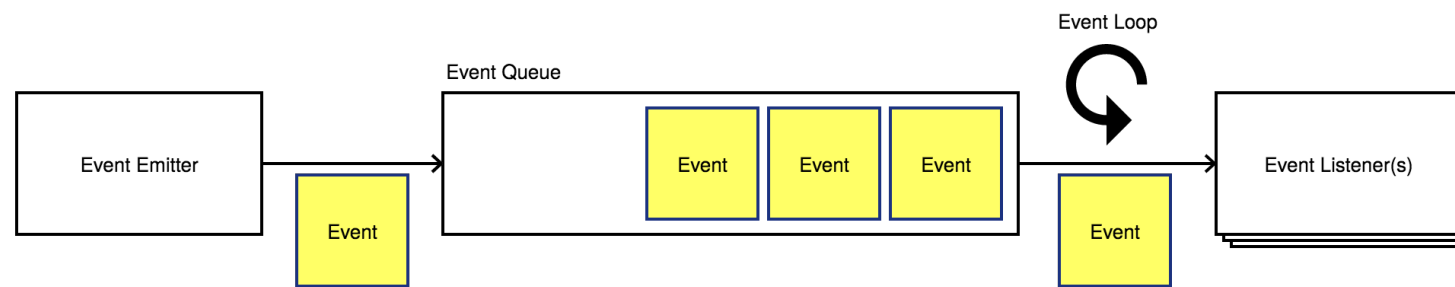 Event Loop
Event Queue
Event Emitter
Event
Event
Event
Event
Event
Event Listener(s)